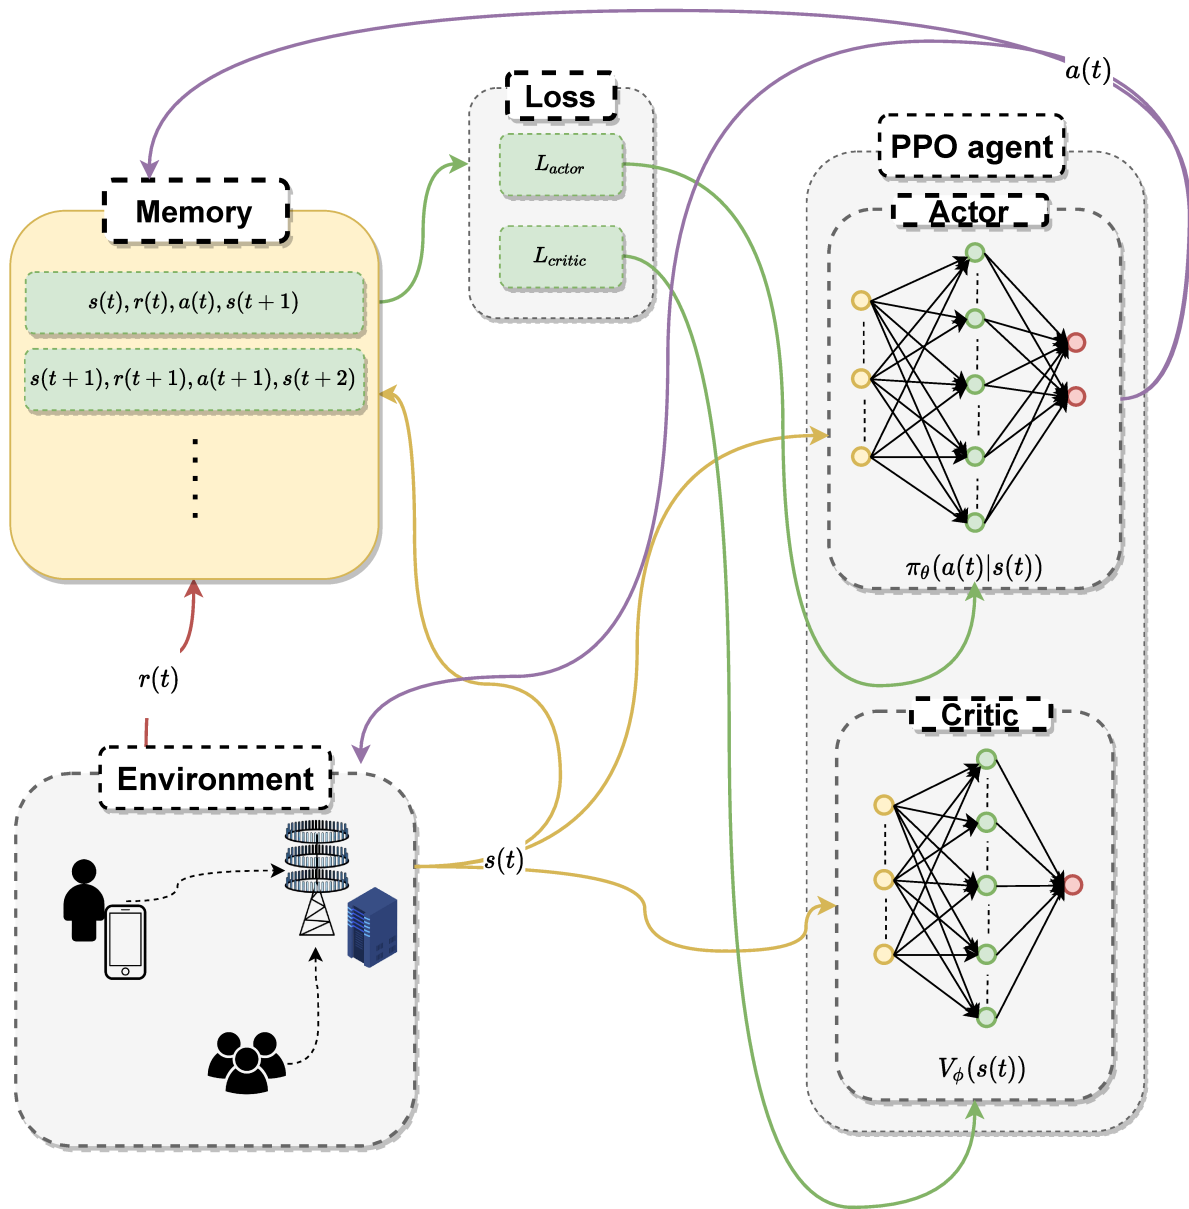 a(t)
Loss
L_actor
L_critic
PPO agent
Actor
π_θ(a(t)|s(t))
Critic
V_ϕ(s(t))
Memory
s(t), r(t), a(t), s(t + 1)
s(t + 1), r(t + 1), a(t + 1), s(t + 2)
r(t)
Environment
s(t)